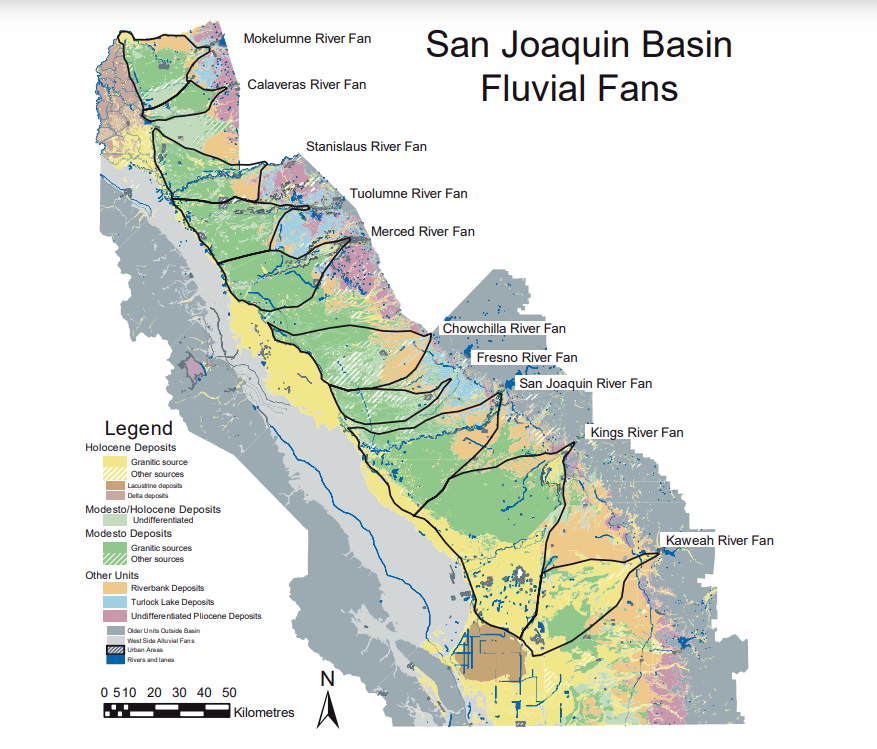 San Joaquin Basin
Fluvial Fans
Mokelumne River Fan
Calaveras River Fan
Stanislaus River Fan
Tuolumne River Fan
Merced River Fan
Chowchilla River Fan
Fresno River Fan
San Joaquin River Fan
Kings River Fan
Kaweah River Fan
Legend
Holocene Deposits
Granitic source
Other sources
Lacustrine deposits
Delta deposits
Modesto/Holocene Deposits
Undifferentiated
Modesto Deposits
Granitic sources
Other sources
Other Units
Riverbank Deposits
Turlock Lake Deposits
Undifferentiated Pliocene Deposits
Older Units Outside Basin
West Side Alluvial Fans
Urban Areas
Rivers and lanes
0 5 10 20 30 40 50
Kilometres
N